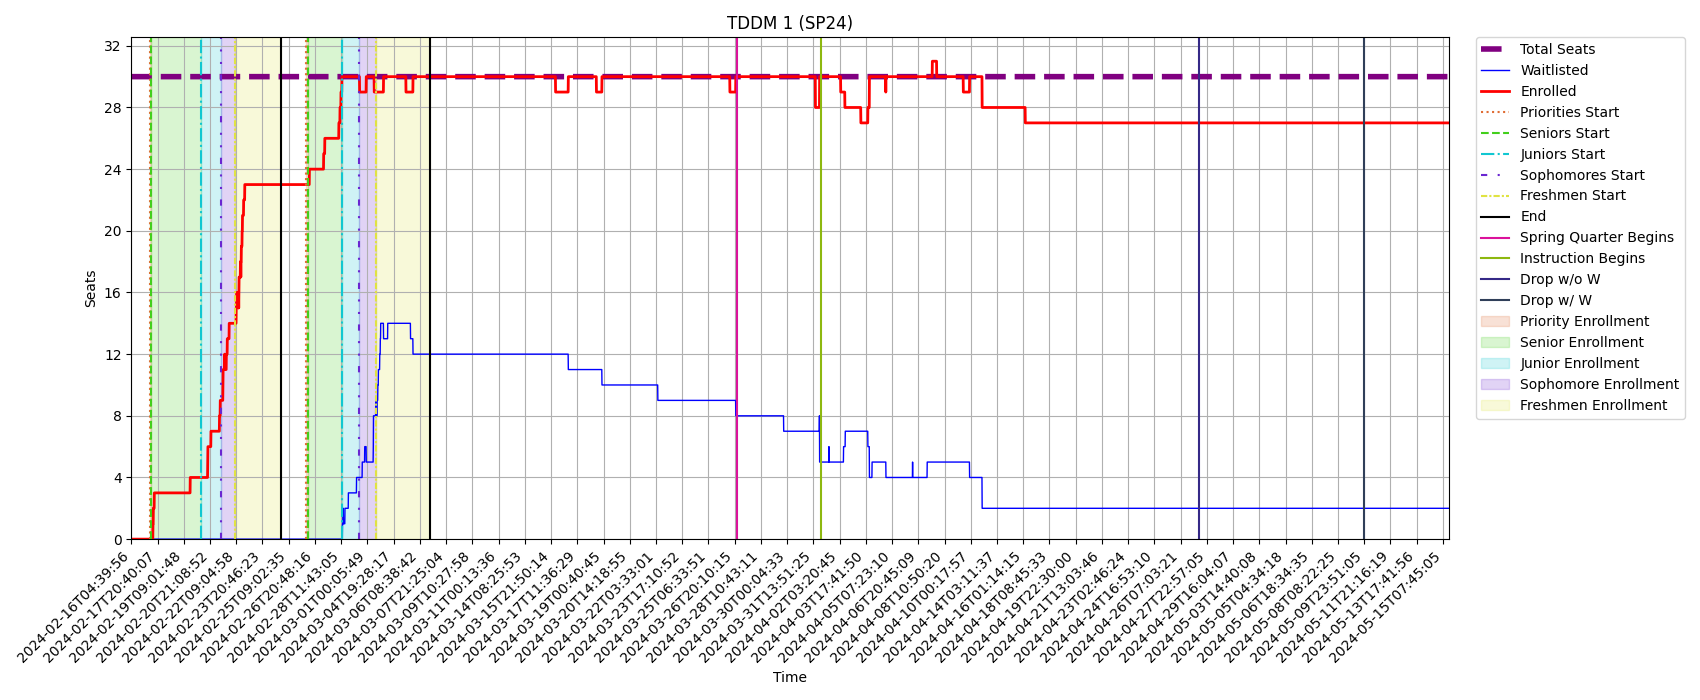 TDDM 1 (SP24)
32
28
24
20
16
12
8
4
0
Seats
2024-02-16T04:39:56
2024-02-17T20:40:07
2024-02-19T09:01:48
2024-02-20T21:08:52
2024-02-22T09:04:58
2024-02-23T20:46:23
2024-02-25T09:02:35
2024-02-26T20:48:16
2024-02-28T11:43:05
2024-03-01T00:05:49
2024-03-04T19:28:17
2024-03-06T08:38:42
2024-03-07T21:25:04
2024-03-09T10:27:58
2024-03-11T00:13:36
2024-03-14T08:25:53
2024-03-15T21:50:14
2024-03-17T11:36:29
2024-03-19T00:40:45
2024-03-20T14:18:55
2024-03-22T03:33:01
2024-03-23T17:10:52
2024-03-25T06:33:51
2024-03-26T20:10:15
2024-03-28T10:43:11
2024-03-30T00:04:33
2024-03-31T13:51:25
2024-04-02T03:20:45
2024-04-03T17:41:50
2024-04-05T07:23:10
2024-04-06T20:45:09
2024-04-08T10:50:20
2024-04-10T00:17:57
2024-04-14T03:11:37
2024-04-16T01:14:15
2024-04-18T08:45:33
2024-04-19T22:30:00
2024-04-21T13:03:46
2024-04-23T02:46:24
2024-04-24T16:53:10
2024-04-26T07:03:21
2024-04-27T22:57:05
2024-04-29T16:04:07
2024-05-03T14:40:08
2024-05-05T04:34:18
2024-05-06T18:34:35
2024-05-08T08:22:25
2024-05-09T23:51:05
2024-05-11T21:16:19
2024-05-13T17:41:56
2024-05-15T07:45:05
Time
Total Seats
Waitlisted
Enrolled
Priorities Start
Seniors Start
Juniors Start
Sophomores Start
Freshmen Start
End
Spring Quarter Begins
Instruction Begins
Drop w/o W
Drop w/ W
Priority Enrollment
Senior Enrollment
Junior Enrollment
Sophomore Enrollment
Freshmen Enrollment